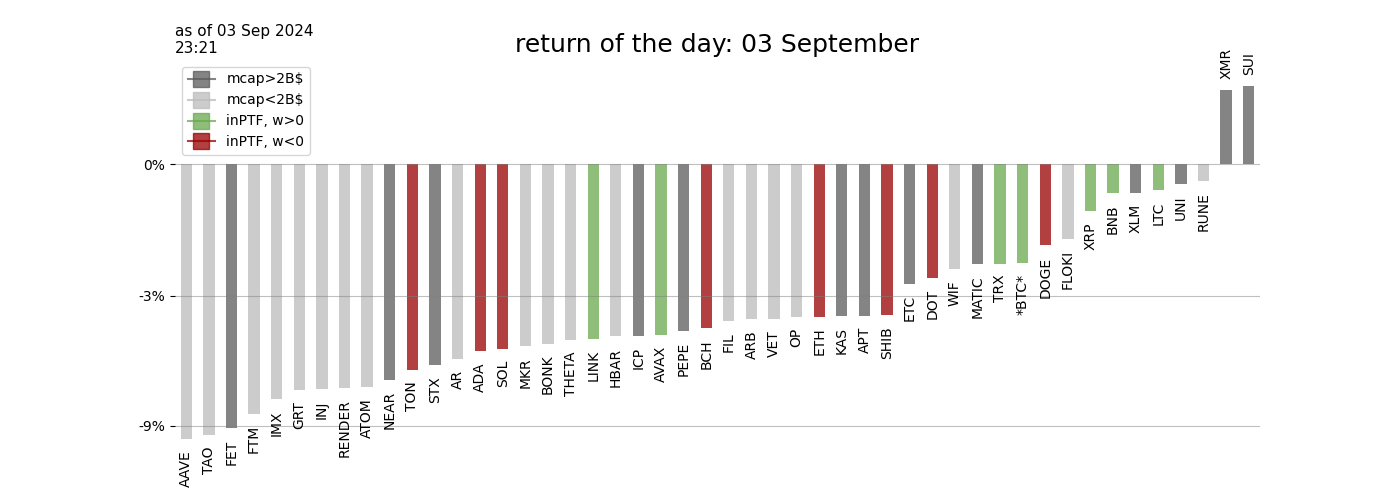 as of 03 Sep 2024
23:21
return of the day: 03 September
mcap>2B$
mcap<2B$
inPTF, w>0
inPTF, w<0
0%
-3%
-9%
AAVE
TAO
FET
FTM
IMX
GRT
INJ
RENDER
ATOM
NEAR
TON
STX
AR
ADA
SOL
MKR
BONK
THETA
LINK
HBAR
ICP
AVAX
PEPE
BCH
FIL
ARB
VET
OP
ETH
KAS
APT
SHIB
ETC
DOT
WIF
MATIC
TRX
*BTC*
DOGE
FLOKI
XRP
BNB
XLM
LTC
UNI
RUNE
XMR
SUI